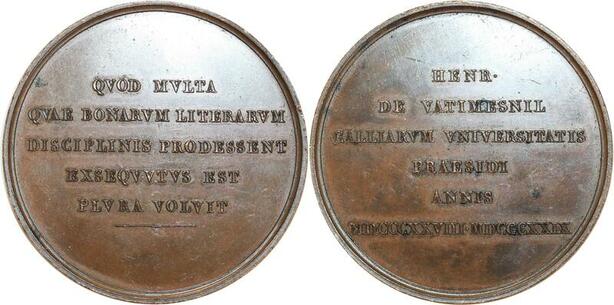 QVÓD MVLTA
QVAE BONARVM LITERARVM
DISCIPLINIS PRODESSENT
EXSEQVVTVS EST
PLVRA VOLVIT
HENR·
DE VATIMESNIL
GALLIARVM VNIVERSITATIS
PRAESIDI
ANNIS
MDCCCXXVIII·MDCCCXXIX